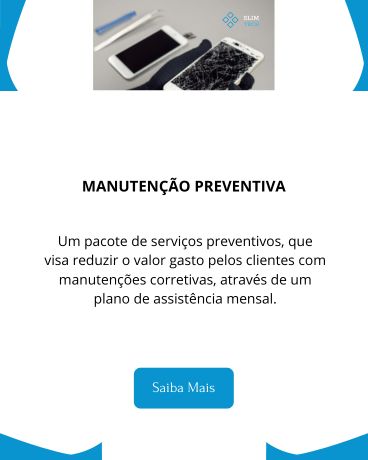 SLIM
MANUTENÇÃO PREVENTIVA
Um pacote de serviços preventivos, que
visa reduzir o valor gasto pelos clientes com
manutenções corretivas, através de um
plano de assistência mensal.
Saiba Mais